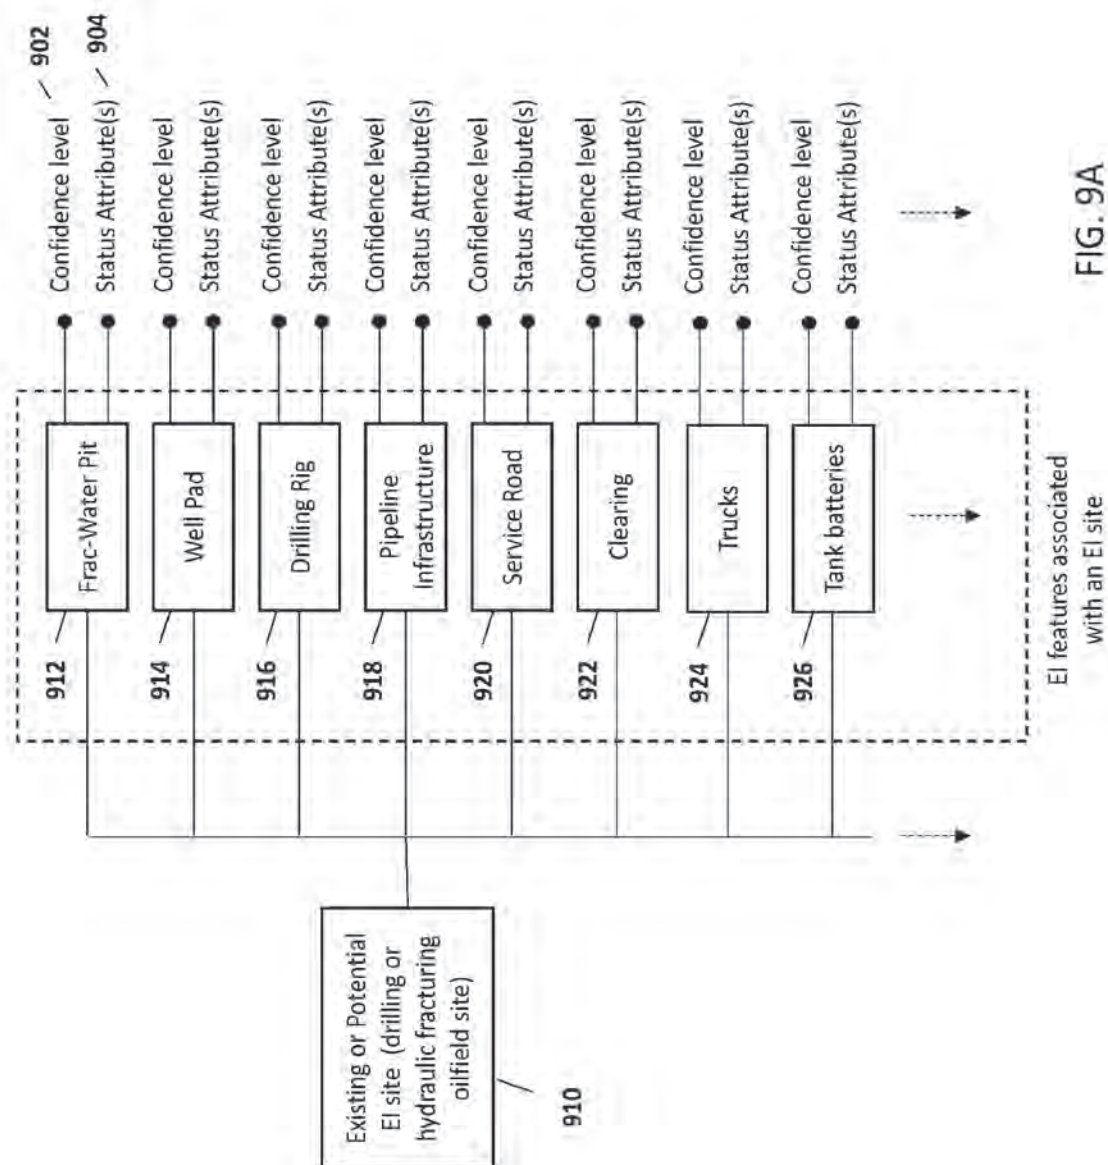 902
Confidence level
Status Attribute(s)
904
Frac-Water Pit
912
Confidence level
Status Attribute(s)
Well Pad
914
Confidence level
Status Attribute(s)
Drilling Rig
916
Confidence level
Status Attribute(s)
Pipeline
Infrastructure
918
Confidence level
Status Attribute(s)
Service Road
920
Confidence level
Status Attribute(s)
Clearing
922
Confidence level
Status Attribute(s)
Trucks
924
Confidence level
Status Attribute(s)
Tank batteries
926
Existing or Potential
EI site (drilling or
hydraulic fracturing
oilfield site)
910
EI features associated
with an EI site
FIG. 9A